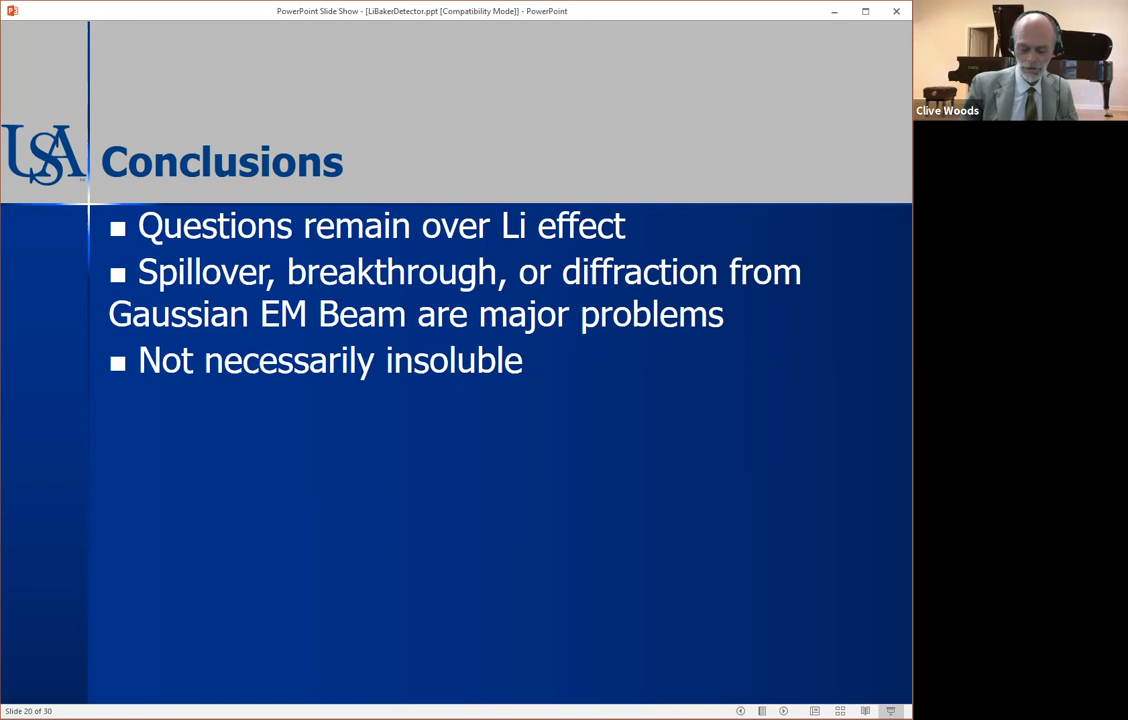 PowerPoint Slide Show - [LiBakerDetector.ppt [Compatibility Mode]] - PowerPoint
Clive Woods
USA
Conclusions
■ Questions remain over Li effect
■ Spillover, breakthrough, or diffraction from
Gaussian EM Beam are major problems
■ Not necessarily insoluble
Slide 20 of 30